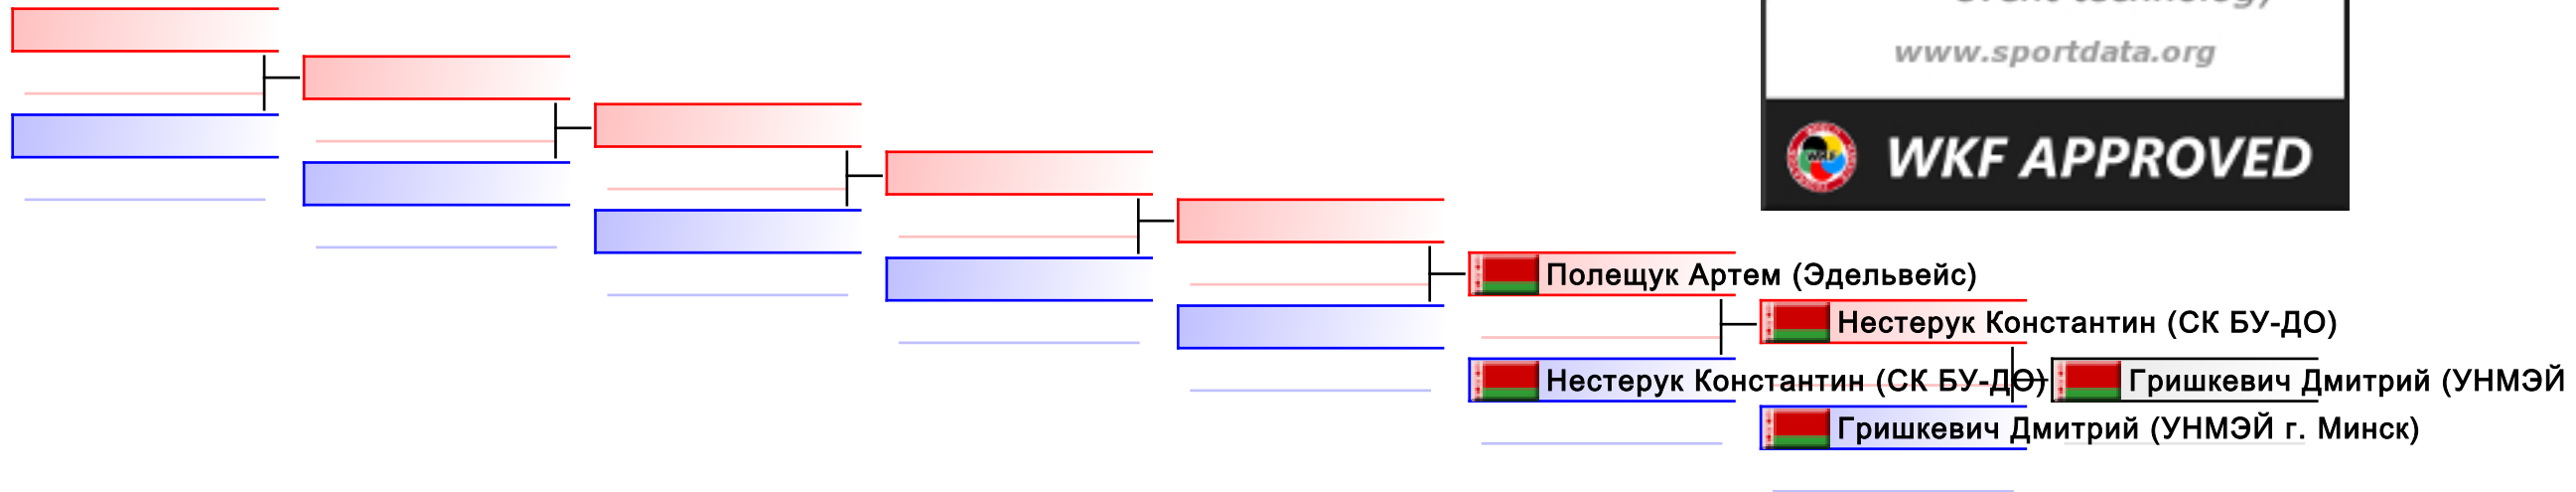 www.sportdata.org
WKF APPROVED
Полещук Артем (Эдельвейс)
Нестерук Константин (СК БУ-ДО)
Нестерук Константин (СК БУ-ДО)
Гришкевич Дмитрий (УНМЭЙ
Гришкевич Дмитрий (УНМЭЙ г. Минск)